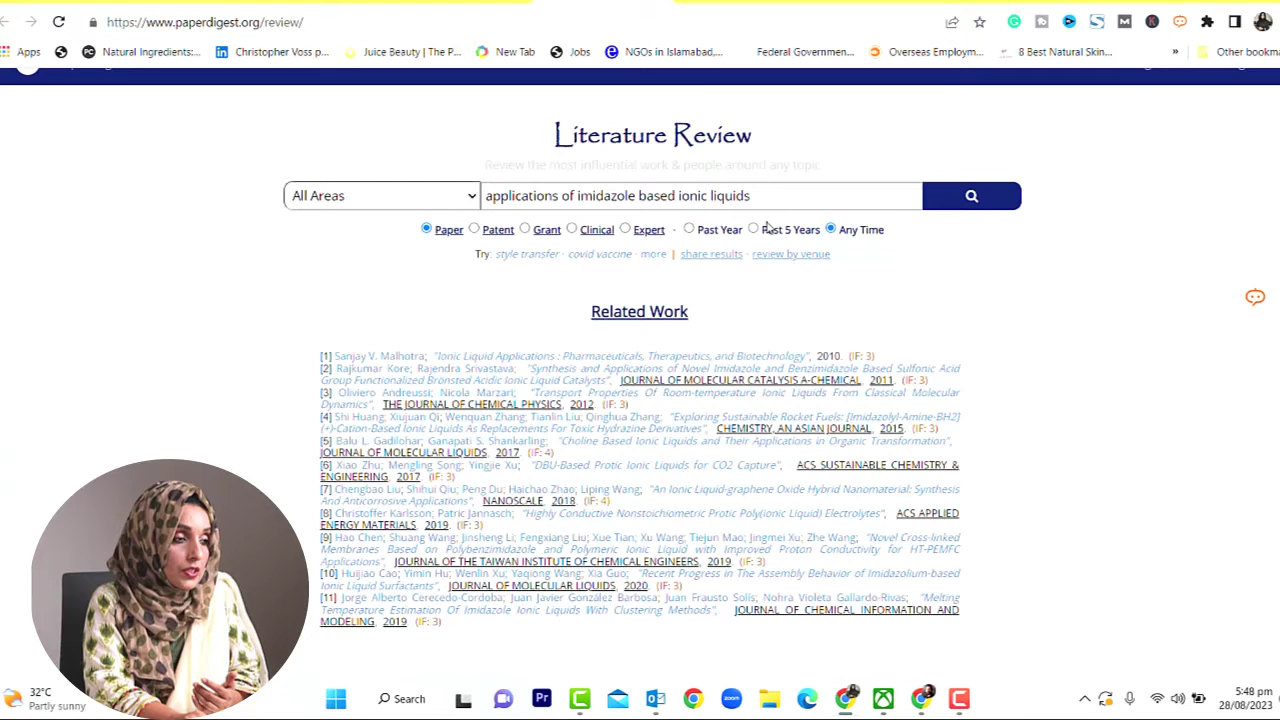 https://www.paperdigest.org/review/
Apps Natural Ingredients:... Christopher Voss p... Juice Beauty | The P... New Tab Jobs NGOs in Islamabad,... Federal Governmen... Overseas Employm... 8 Best Natural Skin... » Other bookm
Literature Review
Review the most influential work & people around any topic
All Areas applications of imidazole based ionic liquids
Paper Patent Grant Clinical Expert · Past Year Past 5 Years Any Time
Try: style transfer · covid vaccine · more | share results · review by venue
Related Work
[1] Sanjay V. Malhotra; "Ionic Liquid Applications : Pharmaceuticals, Therapeutics, and Biotechnology", 2010. (IF: 3)
[2] Rajkumar Kore; Rajendra Srivastava; "Synthesis and Applications of Novel Imidazole and Benzimidazole Based Sulfonic Acid
Group Functionalized Brönsted Acidic Ionic Liquid Catalysts", JOURNAL OF MOLECULAR CATALYSIS A-CHEMICAL, 2011. (IF: 3)
[3] Oliviero Andreussi; Nicola Marzari; "Transport Properties Of Room-temperature Ionic Liquids From Classical Molecular
Dynamics", THE JOURNAL OF CHEMICAL PHYSICS, 2012. (IF: 3)
[4] Shi Huang; Xiujuan Qi; Wenquan Zhang; Tianlin Liu; Qinghua Zhang; "Exploring Sustainable Rocket Fuels: [Imidazolyl-Amine-BH2]
(+)-Cation-Based Ionic Liquids As Replacements For Toxic Hydrazine Derivatives", CHEMISTRY, AN ASIAN JOURNAL, 2015. (IF: 3)
[5] Balu L. Gadilohar; Ganapati S. Shankarling; "Choline Based Ionic Liquids and Their Applications in Organic Transformation",
JOURNAL OF MOLECULAR LIQUIDS, 2017. (IF: 4)
[6] Xiao Zhu; Mengling Song; Yingjie Xu; "DBU-Based Protic Ionic Liquids for CO2 Capture", ACS SUSTAINABLE CHEMISTRY &
ENGINEERING, 2017. (IF: 3)
[7] Chengbao Liu; Shihui Qiu; Peng Du; Haichao Zhao; Liping Wang; "An Ionic Liquid-graphene Oxide Hybrid Nanomaterial: Synthesis
And Anticorrosive Applications", NANOSCALE, 2018. (IF: 4)
[8] Christoffer Karlsson; Patric Jannasch; "Highly Conductive Nonstoichiometric Protic Poly(ionic Liquid) Electrolytes", ACS APPLIED
ENERGY MATERIALS, 2019. (IF: 3)
[9] Hao Chen; Shuang Wang; Jinsheng Li; Fengxiang Liu; Xue Tian; Xu Wang; Tiejun Mao; Jingmei Xu; Zhe Wang; "Novel Cross-linked
Membranes Based on Polybenzimidazole and Polymeric Ionic Liquid with Improved Proton Conductivity for HT-PEMFC
Applications", JOURNAL OF THE TAIWAN INSTITUTE OF CHEMICAL ENGINEERS, 2019. (IF: 3)
[10] Huijiao Cao; Yimin Hu; Wenlin Xu; Yaqiong Wang; Xia Guo; "Recent Progress in The Assembly Behavior of Imidazolium-based
Ionic Liquid Surfactants", JOURNAL OF MOLECULAR LIQUIDS, 2020. (IF: 3)
[11] Jorge Alberto Cerecedo-Cordoba; Juan Javier González Barbosa; Juan Frausto Solís; Nohra Violeta Gallardo-Rivas; "Melting
Temperature Estimation Of Imidazole Ionic Liquids With Clustering Methods", JOURNAL OF CHEMICAL INFORMATION AND
MODELING, 2019. (IF: 3)
32°C
Partly sunny
Search
zoom
5:48 pm
28/08/2023